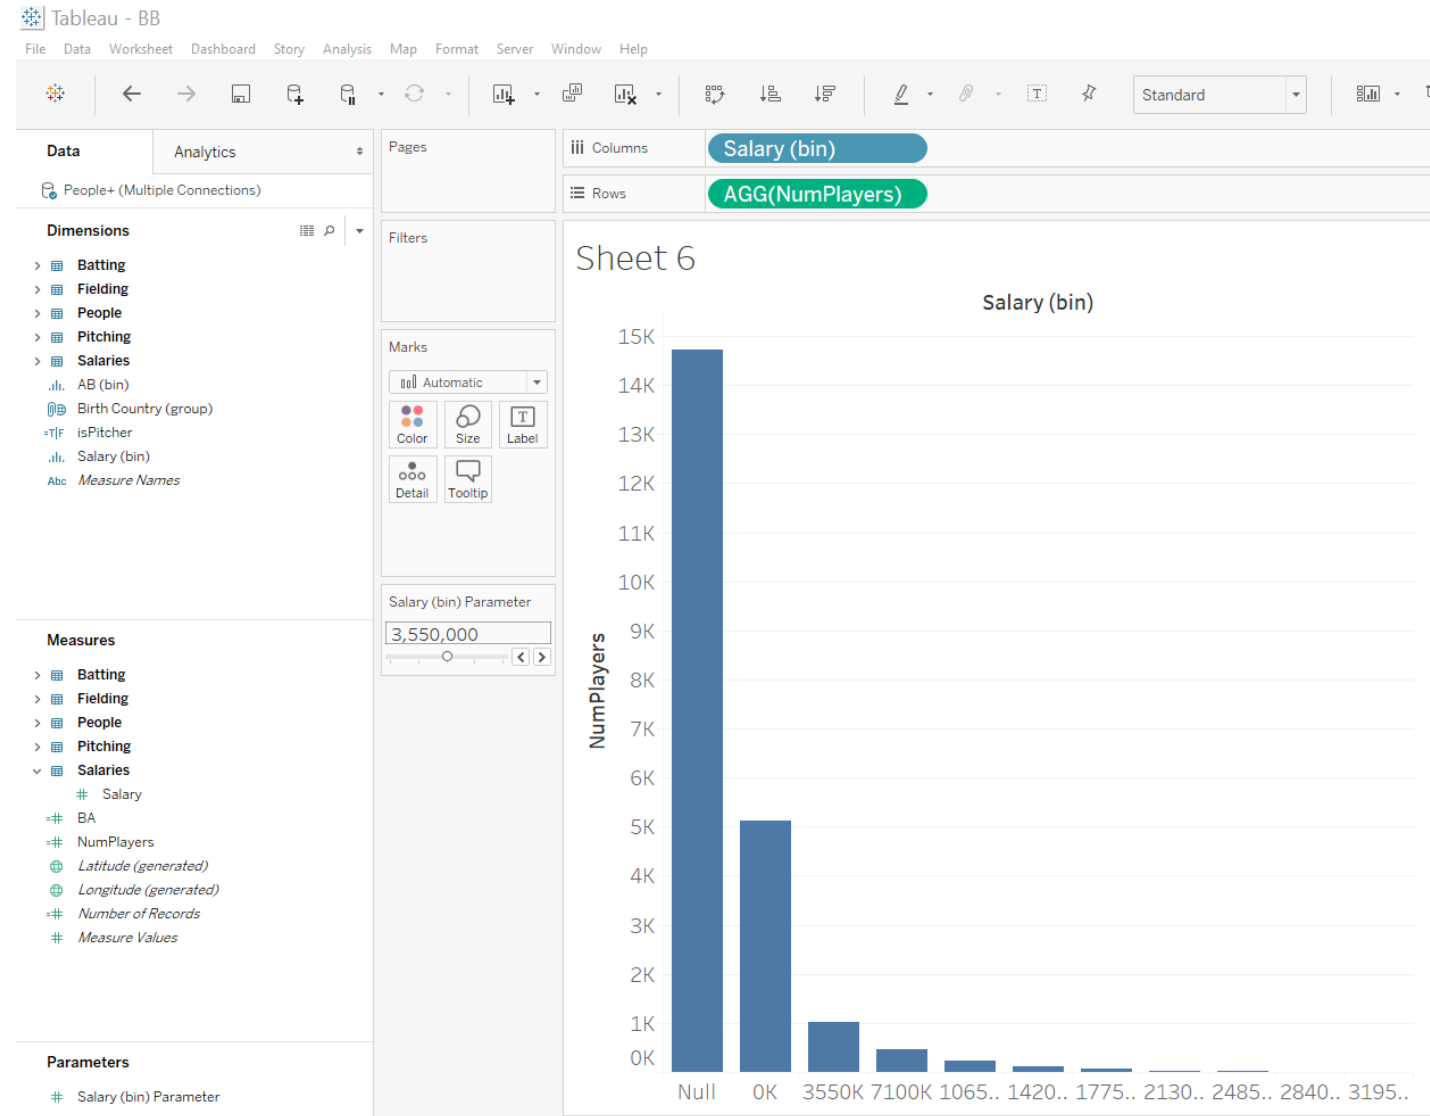 Tableau - BB
File Data Worksheet Dashboard Story Analysis Map Format Server Window Help
T Standard
Data Analytics
People+ (Multiple Connections)
Dimensions
Batting
Fielding
People
Pitching
Salaries
AB (bin)
Birth Country (group)
=T|F isPitcher
Salary (bin)
Abc Measure Names
Measures
Batting
Fielding
People
Pitching
Salaries
# Salary
=# BA
=# NumPlayers
Latitude (generated)
Longitude (generated)
=# Number of Records
# Measure Values
Parameters
# Salary (bin) Parameter
Pages
Filters
Marks
Automatic
Color Size T Label
Detail Tooltip
Salary (bin) Parameter
3,550,000
iii Columns Salary (bin)
Rows AGG(NumPlayers)
Sheet 6
Salary (bin)
NumPlayers
15K
14K
13K
12K
11K
10K
9K
8K
7K
6K
5K
4K
3K
2K
1K
0K
Null 0K 3550K 7100K 1065.. 1420.. 1775.. 2130.. 2485.. 2840.. 3195..